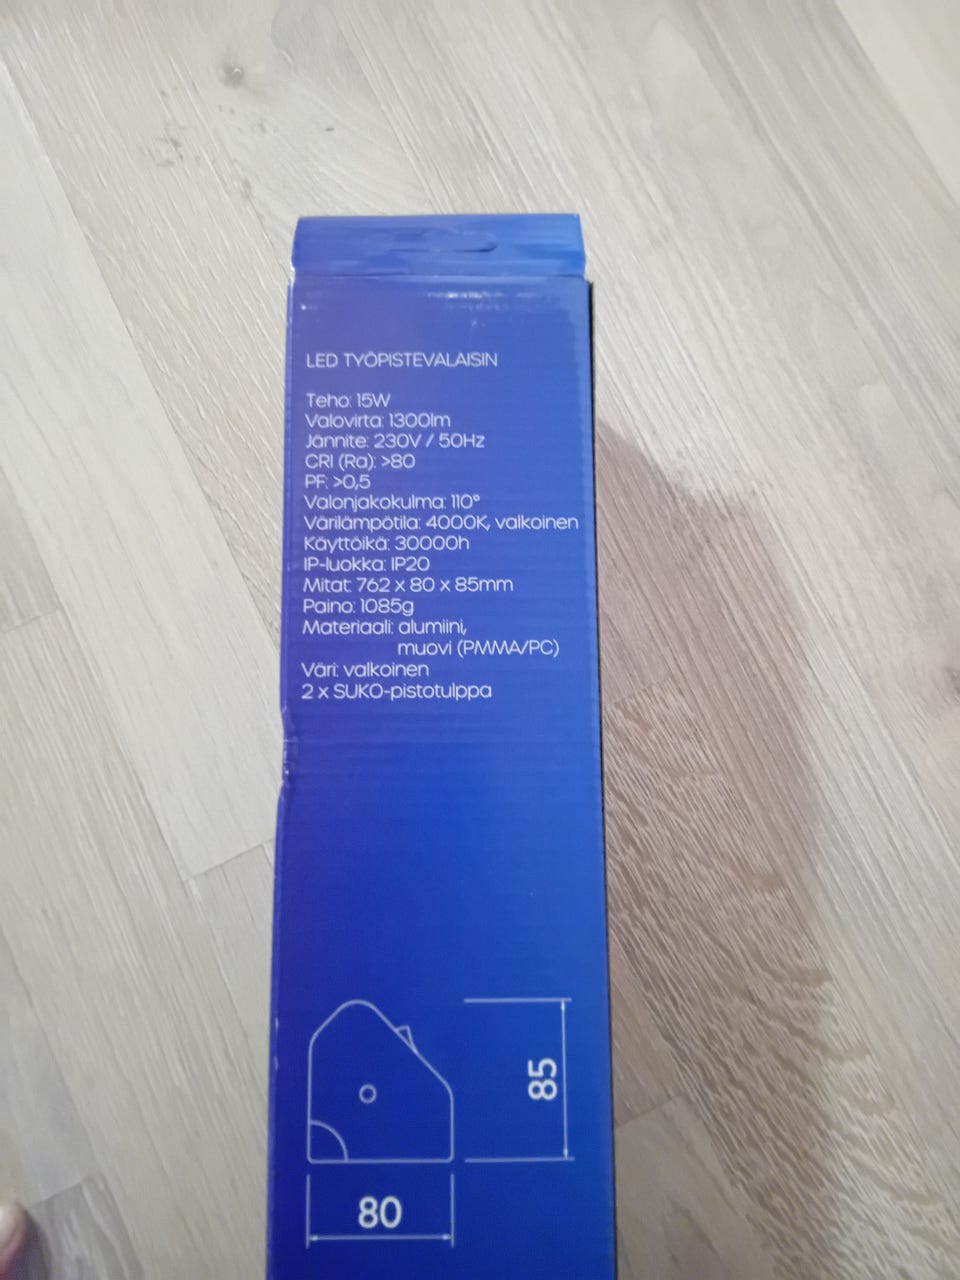 LED TYÖPISTEVALAISIN
Teho: 15W
Valovirta: 1300lm
Jännite: 230V / 50Hz
CRI (Ra): >80
PF: >0,5
Valonjakokulma: 110°
Värilämpötila: 4000K, valkoinen
Käyttöikä: 30000h
IP-luokka: IP20
Mitat: 762 x 80 x 85mm
Paino: 1085g
Materiaali: alumiini,
muovi (PMMA/PC)
Väri: valkoinen
2 x SUKO-pistotulppa
85
80